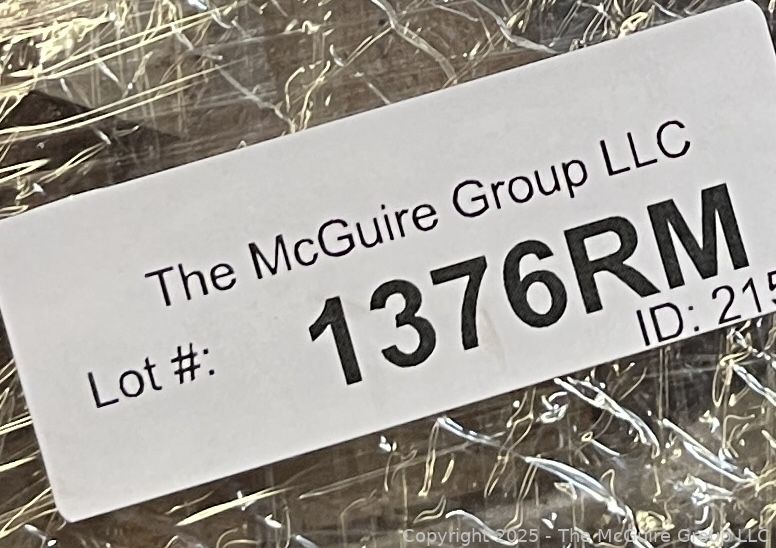 The McGuire Group LLC
Lot #: 1376RM
ID: 215
Copyright 2025 - The McGuire Group LLC